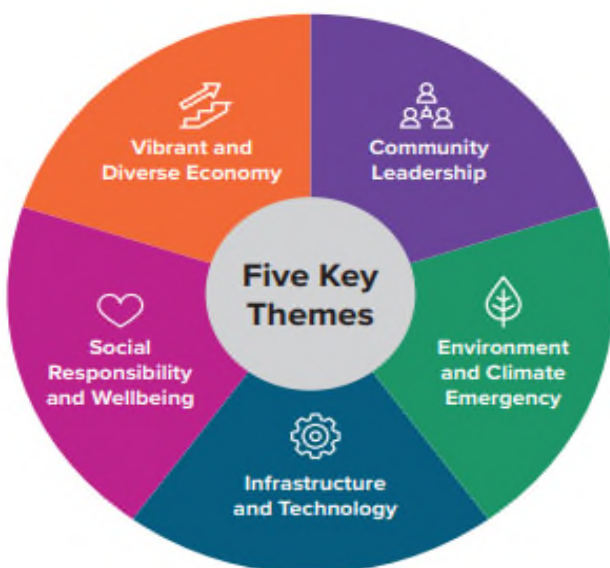 Five Key
Themes
Vibrant and
Diverse Economy
Community
Leadership
Environment
and Climate
Emergency
Infrastructure
and Technology
Social
Responsibility
and Wellbeing